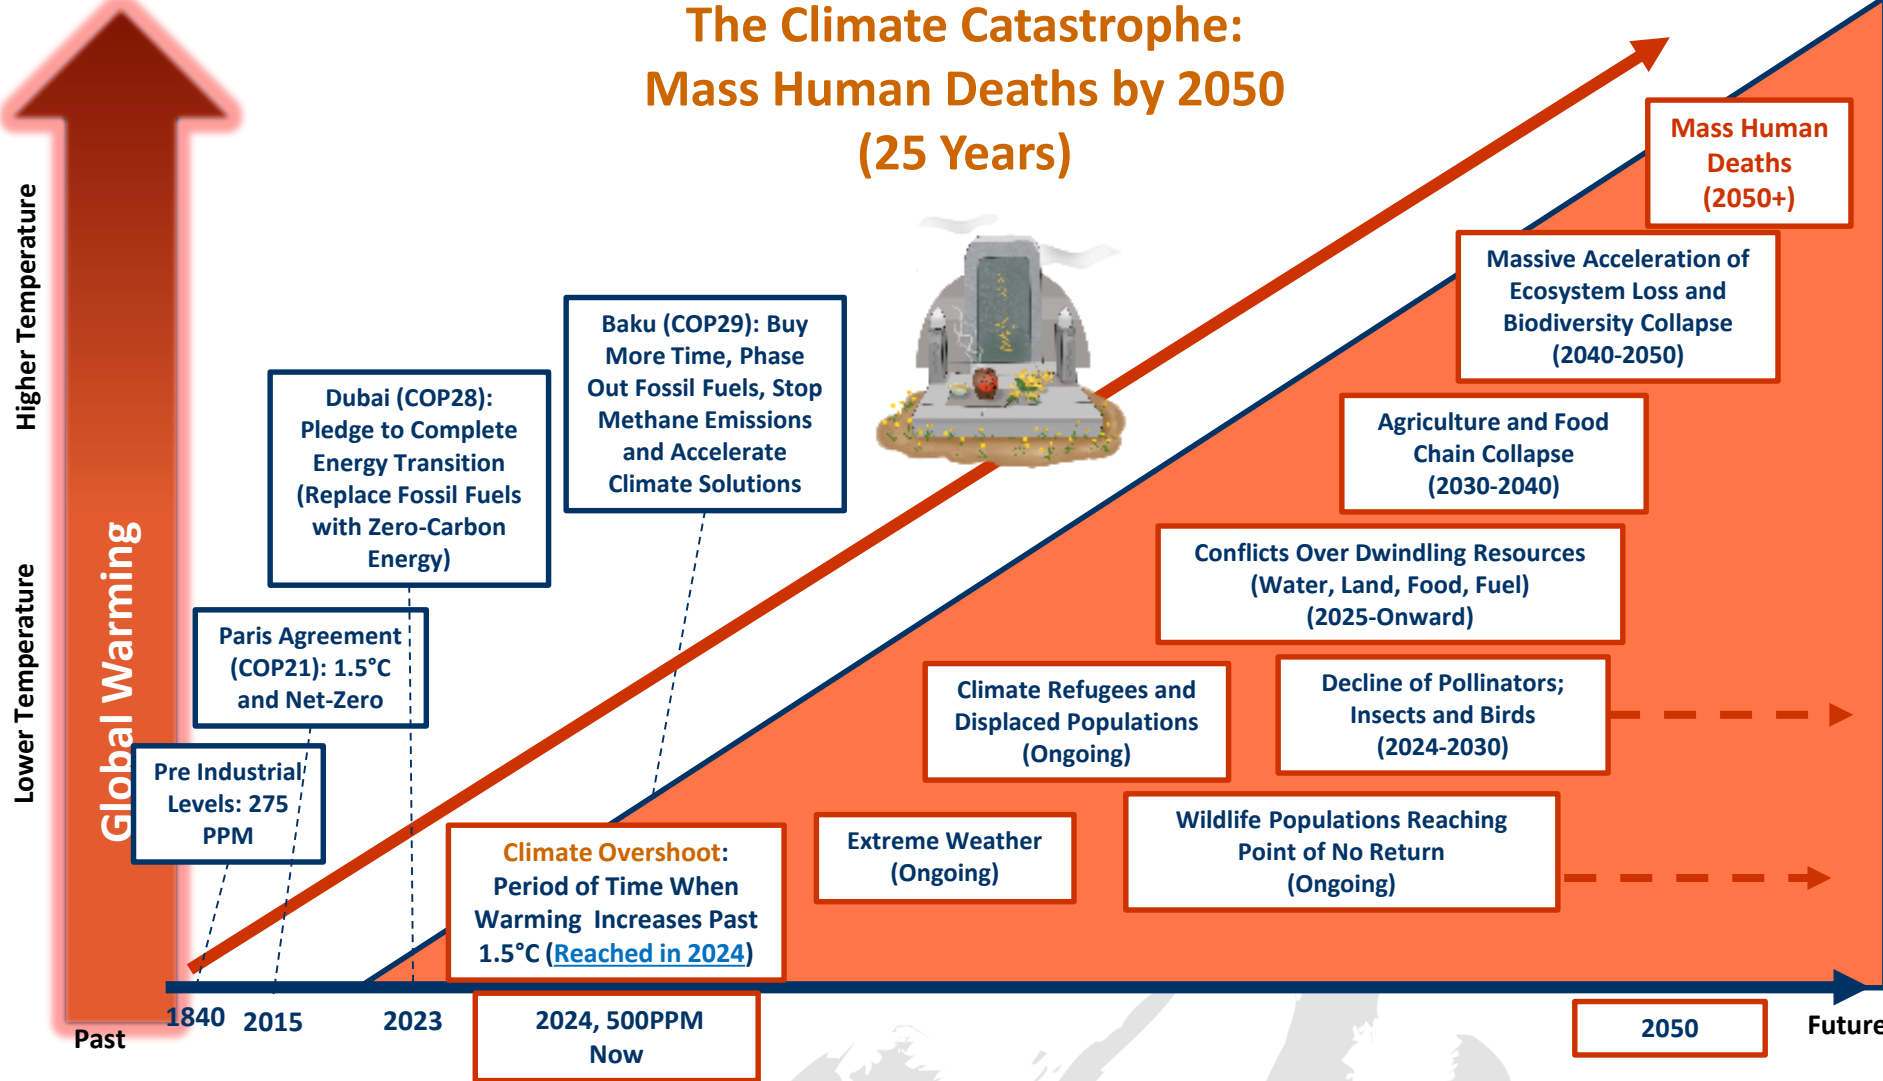 The Climate Catastrophe:
Mass Human Deaths by 2050
(25 Years)
Higher Temperature
Lower Temperature
Global Warming
Mass Human
Deaths
(2050+)
Massive Acceleration of
Ecosystem Loss and
Biodiversity Collapse
(2040-2050)
Baku (COP29): Buy
More Time, Phase
Out Fossil Fuels, Stop
Methane Emissions
and Accelerate
Climate Solutions
Dubai (COP28):
Pledge to Complete
Energy Transition
(Replace Fossil Fuels
with Zero-Carbon
Energy)
Agriculture and Food
Chain Collapse
(2030-2040)
Conflicts Over Dwindling Resources
(Water, Land, Food, Fuel)
(2025-Onward)
Paris Agreement
(COP21): 1.5°C
and Net-Zero
Climate Refugees and
Displaced Populations
(Ongoing)
Decline of Pollinators;
Insects and Birds
(2024-2030)
Pre Industrial
Levels: 275
PPM
Climate Overshoot:
Period of Time When
Warming Increases Past
1.5°C (Reached in 2024)
Extreme Weather
(Ongoing)
Wildlife Populations Reaching
Point of No Return
(Ongoing)
Past
1840
2015
2023
2024, 500PPM
Now
2050
Future